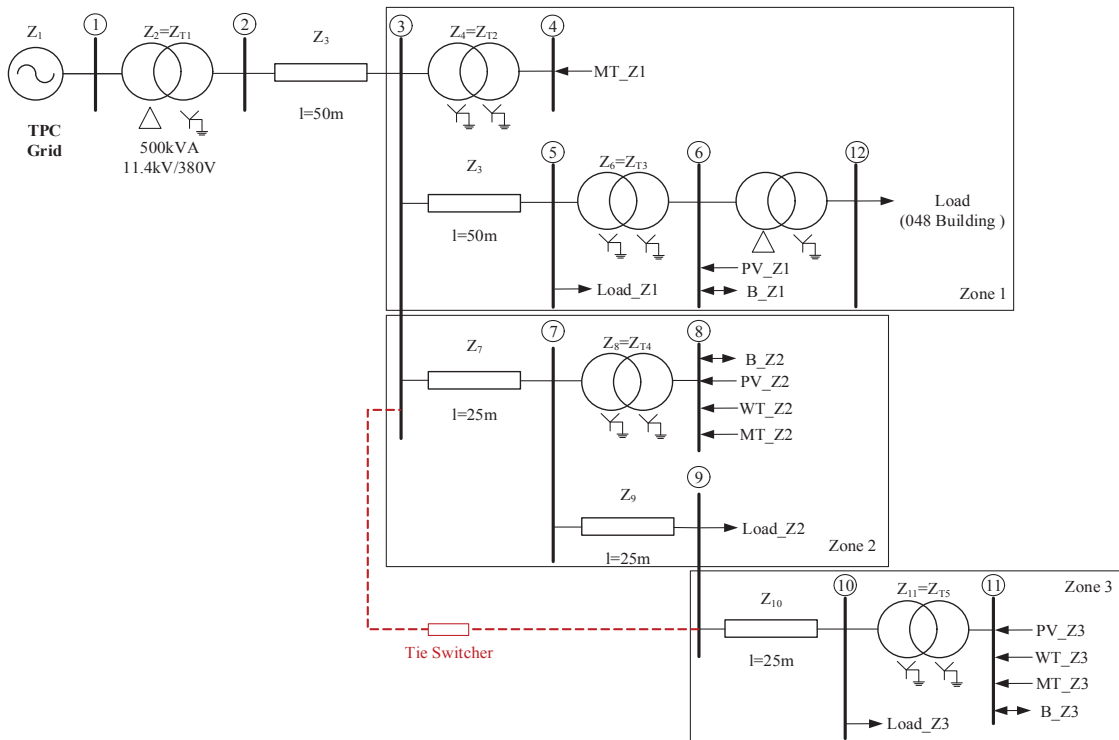 Z1
1
Z2=ZT1
2
Z3
3
Z4=ZT2
4
MT_Z1
l=50m
TPC
Grid
500kVA
11.4kV/380V
Z3
5
Z6=ZT3
6
12
Load
(048 Building )
l=50m
PV_Z1
Load_Z1
B_Z1
Zone 1
Z7
7
Z8=ZT4
8
B_Z2
PV_Z2
l=25m
WT_Z2
MT_Z2
Z9
9
Load_Z2
l=25m
Zone 2
Z10
10
Z11=ZT5
11
Zone 3
PV_Z3
Tie Switcher
l=25m
WT_Z3
MT_Z3
Load_Z3
B_Z3